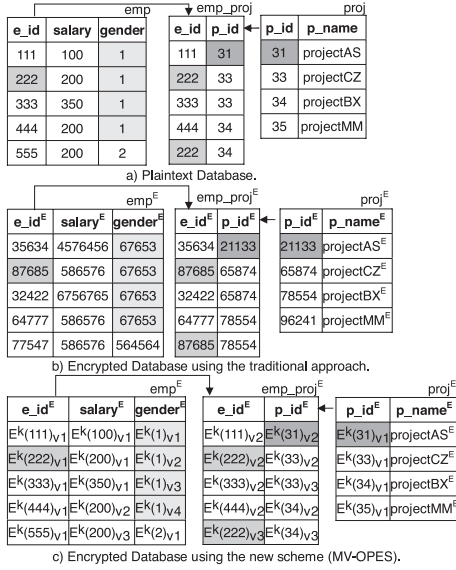 emp emp_proj proj
e_id salary gender e_id p_id p_id p_name
111 100 1 111 31 31 projectAS
222 200 1 222 33 33 projectCZ
333 350 1 333 33 34 projectBX
444 200 1 444 34 35 projectMM
555 200 2 222 34
a) Plaintext Database.
emp^E emp_proj^E proj^E
e_id^E salary^E gender^E e_id^E p_id^E p_id^E p_name^E
35634 4576456 67653 35634 21133 21133 projectAS^E
87685 586576 67653 87685 65874 65874 projectCZ^E
32422 6756765 67653 32422 65874 78554 projectBX^E
64777 586576 67653 64777 78554 96241 projectMM^E
77547 586576 564564 87685 78554
b) Encrypted Database using the traditional approach.
emp^E emp_proj^E proj^E
e_id^E salary^E gender^E e_id^E p_id^E p_id^E p_name^E
E^k(111)v1 E^k(100)v1 E^k(1)v1 E^k(111)v2 E^k(31)v2 E^k(31)v1 projectAS^E
E^k(222)v1 E^k(200)v1 E^k(1)v2 E^k(222)v2 E^k(33)v2 E^k(33)v1 projectCZ^E
E^k(333)v1 E^k(350)v1 E^k(1)v3 E^k(333)v2 E^k(33)v3 E^k(34)v1 projectBX^E
E^k(444)v1 E^k(200)v2 E^k(1)v4 E^k(444)v2 E^k(34)v2 E^k(35)v1 projectMM^E
E^k(555)v1 E^k(200)v3 E^k(2)v1 E^k(222)v3 E^k(34)v3
c) Encrypted Database using the new scheme (MV-OPES).